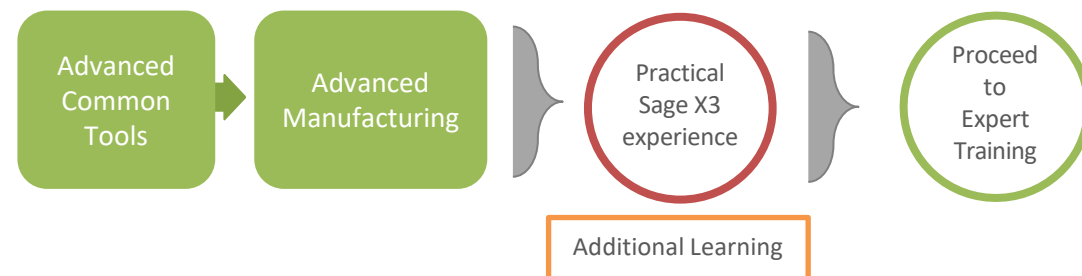 Advanced
Common
Tools
Advanced
Manufacturing
Practical
Sage X3
experience
Proceed
to
Expert
Training
Additional Learning